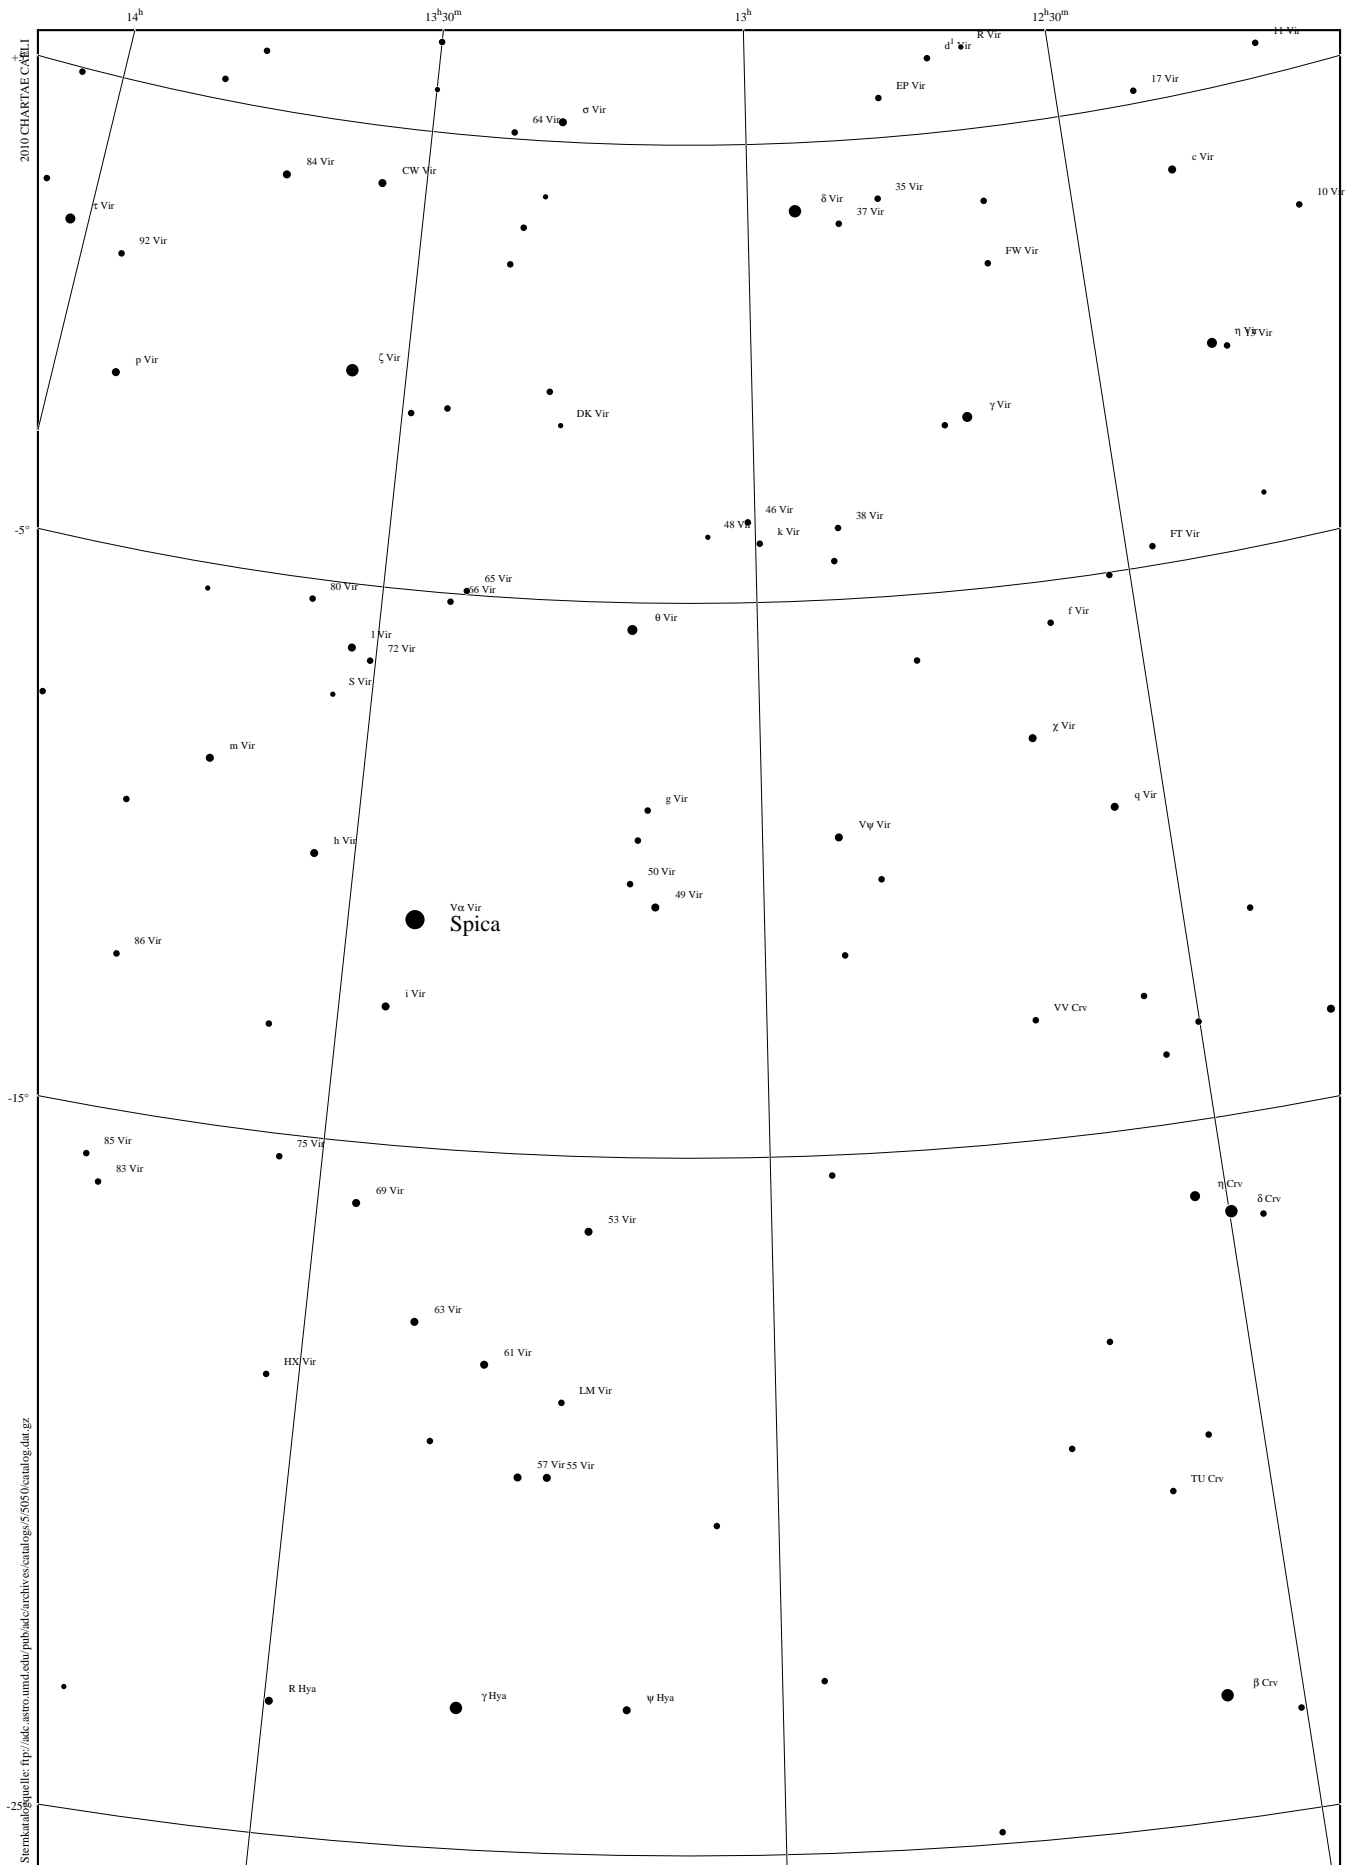 14h
13h30m
13h
12h30m
2010 CHARTAE CAELI
R Vir
11 Vir
d1 Vir
EP Vir
17 Vir
σ Vir
64 Vir
84 Vir
CW Vir
c Vir
τ Vir
δ Vir
35 Vir
10 Vir
37 Vir
92 Vir
FW Vir
η Vir
13 Vir
p Vir
ζ Vir
γ Vir
DK Vir
46 Vir
38 Vir
48 Vir
k Vir
FT Vir
-5°
65 Vir
66 Vir
80 Vir
θ Vir
f Vir
l Vir
72 Vir
S Vir
χ Vir
m Vir
g Vir
q Vir
Vψ Vir
h Vir
50 Vir
49 Vir
Vα Vir
Spica
86 Vir
i Vir
VV Crv
-15°
85 Vir
75 Vir
83 Vir
69 Vir
η Crv
δ Crv
53 Vir
63 Vir
61 Vir
HX Vir
LM Vir
57 Vir
55 Vir
TU Crv
R Hya
γ Hya
ψ Hya
β Crv
-25°
Sternkatalogquelle: ftp://adc.astro.umd.edu/pub/adc/archives/catalogs/5/5050/catalog.dat.gz